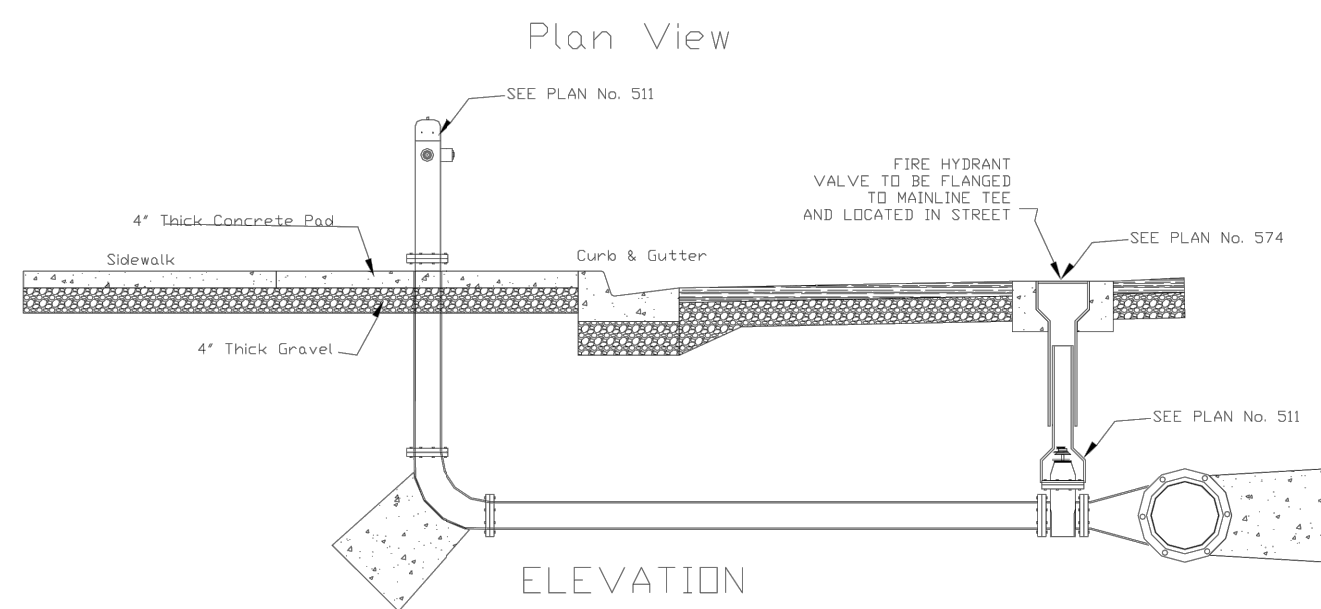 Plan View
SEE PLAN No. 511
FIRE HYDRANT
VALVE TO BE FLANGED
TO MAINLINE TEE
AND LOCATED IN STREET
4" Thick Concrete Pad
SEE PLAN No. 574
Sidewalk
Curb & Gutter
4" Thick Gravel
SEE PLAN No. 511
ELEVATION